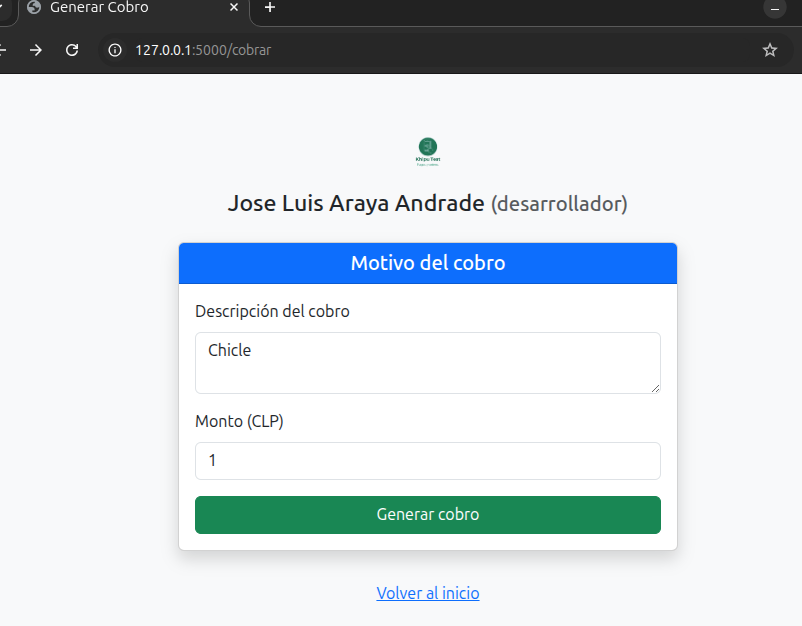 Generar Cobro
127.0.0.1:5000/cobrar
Khipu Test
Jose Luis Araya Andrade (desarrollador)
Motivo del cobro
Descripción del cobro
Chicle
Monto (CLP)
1
Generar cobro
Volver al inicio